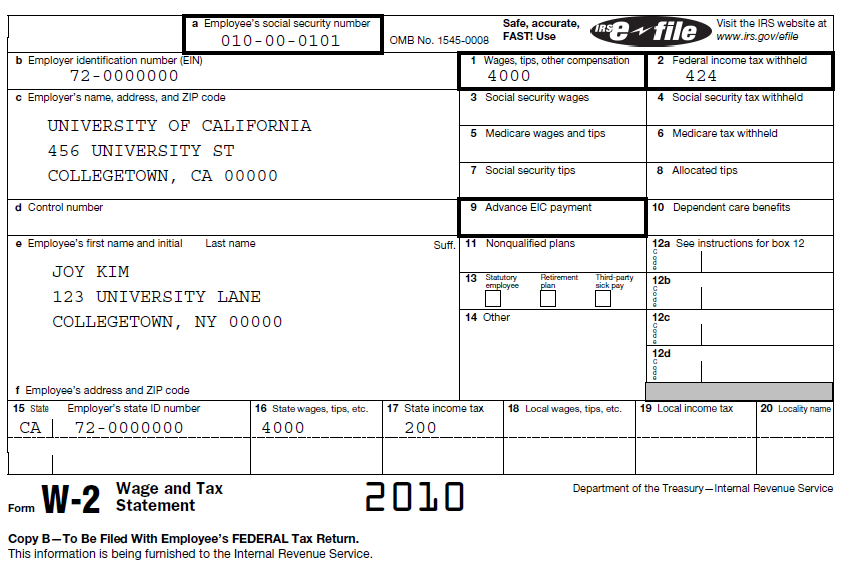 a Employee's social security number
010-00-0101
OMB No. 1545-0008
Safe, accurate,
FAST! Use
IRS e-file
Visit the IRS website at
www.irs.gov/efile
b Employer identification number (EIN)
72-0000000
1 Wages, tips, other compensation
4000
2 Federal income tax withheld
424
c Employer's name, address, and ZIP code
UNIVERSITY OF CALIFORNIA
456 UNIVERSITY ST
COLLEGETOWN, CA 00000
3 Social security wages
4 Social security tax withheld
5 Medicare wages and tips
6 Medicare tax withheld
7 Social security tips
8 Allocated tips
d Control number
9 Advance EIC payment
10 Dependent care benefits
e Employee's first name and initial Last name Suff.
JOY KIM
123 UNIVERSITY LANE
COLLEGETOWN, NY 00000
11 Nonqualified plans
12a See instructions for box 12
Code
13 Statutory employee Retirement plan Third-party sick pay
12b
Code
14 Other
12c
Code
12d
Code
f Employee's address and ZIP code
15 State Employer's state ID number
CA 72-0000000
16 State wages, tips, etc.
4000
17 State income tax
200
18 Local wages, tips, etc.
19 Local income tax
20 Locality name
Form W-2 Wage and Tax
Statement
2010
Department of the Treasury—Internal Revenue Service
Copy B—To Be Filed With Employee's FEDERAL Tax Return.
This information is being furnished to the Internal Revenue Service.